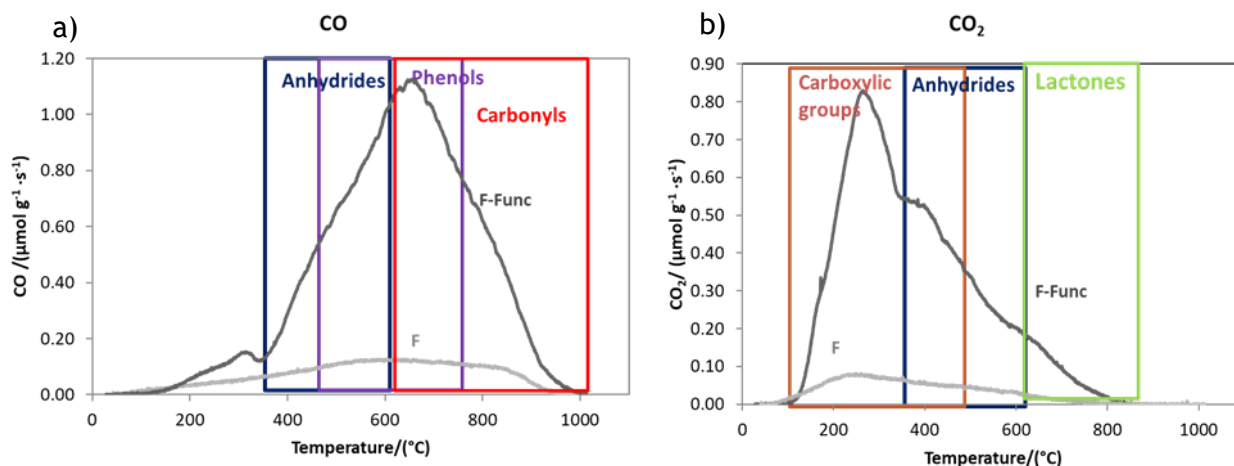 a)
CO
1.20
1.00
0.80
0.60
0.40
0.20
0.00
CO /(µmol g⁻¹ ·s⁻¹)
Anhydrides
Phenols
Carbonyls
F-Func
F
0
200
400
600
800
1000
Temperature/(°C)
b)
CO₂
0.90
0.80
0.70
0.60
0.50
0.40
0.30
0.20
0.10
0.00
CO₂/ (µmol g⁻¹ ·s⁻¹)
Carboxylic
groups
Anhydrides
Lactones
F-Func
F
0
200
400
600
800
1000
Temperature/(°C)